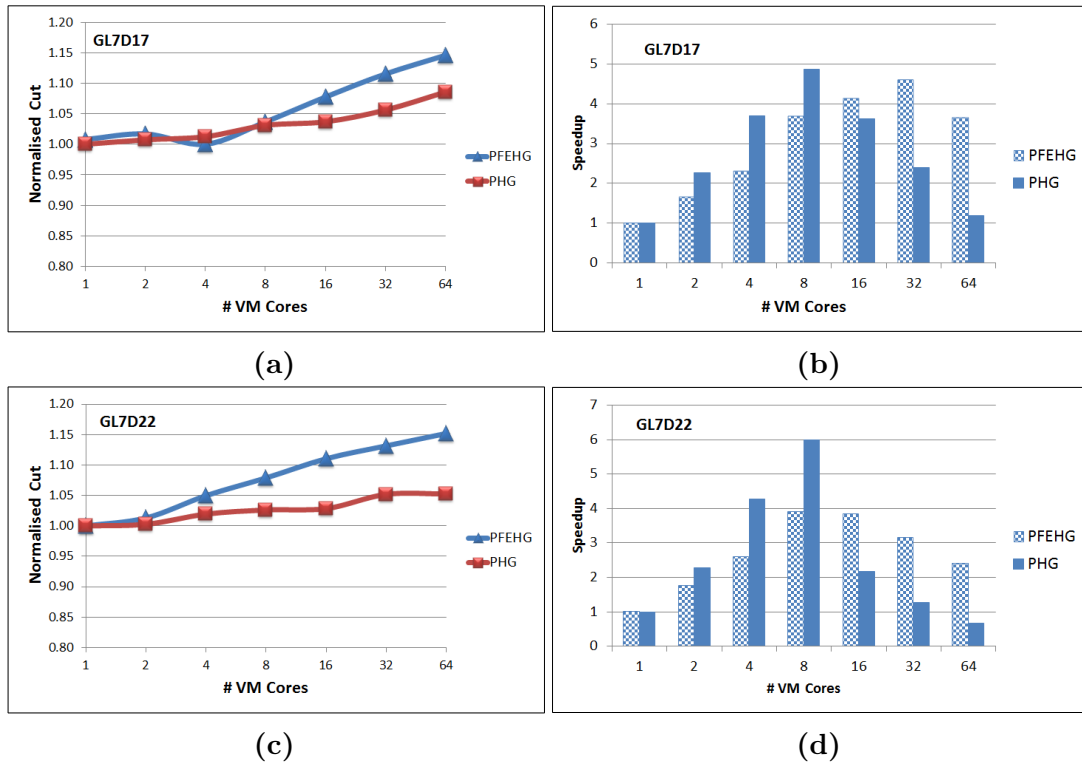 GL7D17
Normalised Cut
1.20
1.15
1.10
1.05
1.00
0.95
0.90
0.85
0.80
1 2 4 8 16 32 64
# VM Cores
PFEHG
PHG
(a)
GL7D17
Speedup
6
5
4
3
2
1
0
1 2 4 8 16 32 64
# VM Cores
PFEHG
PHG
(b)
GL7D22
Normalised Cut
1.20
1.15
1.10
1.05
1.00
0.95
0.90
0.85
0.80
1 2 4 8 16 32 64
# VM Cores
PFEHG
PHG
(c)
GL7D22
Speedup
7
6
5
4
3
2
1
0
1 2 4 8 16 32 64
# VM Cores
PFEHG
PHG
(d)